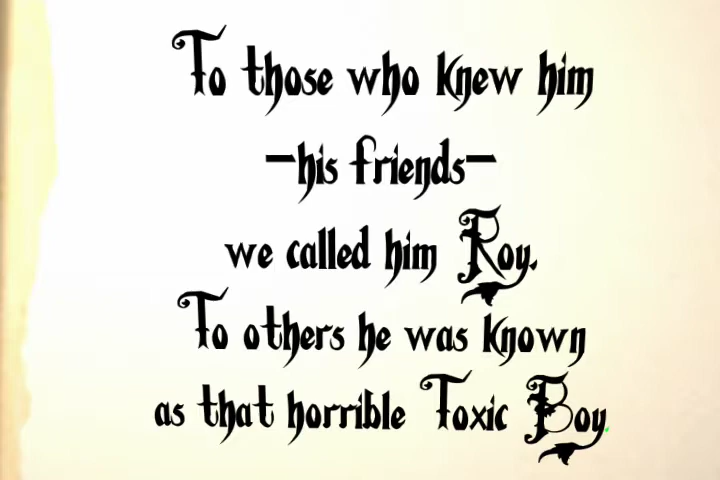 To those who knew him
—his friends—
we called him Roy.
To others he was known
as that horrible Toxic Boy.